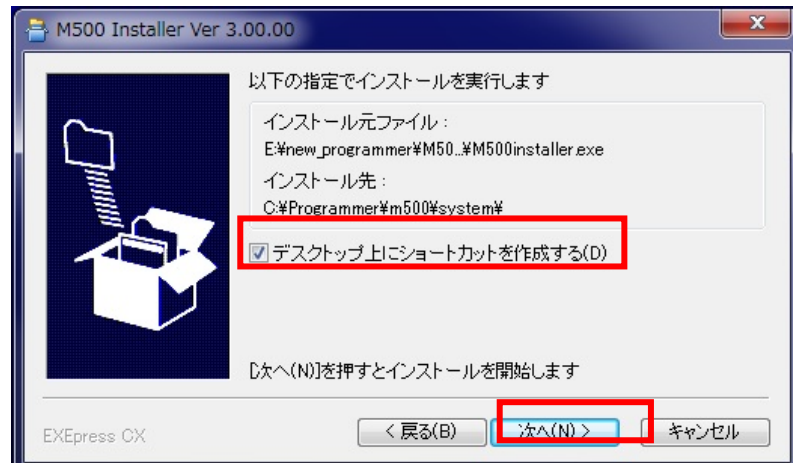 M500 Installer Ver 3.00.00
以下の指定でインストールを実行します
インストール元ファイル：
E:¥new_programmer¥M50...¥M500installer.exe
インストール先：
C:¥Programmer¥m500¥system¥
デスクトップ上にショートカットを作成する(D)
[次へ(N)]を押すとインストールを開始します
EXEpress CX
< 戻る(B)
次へ(N) >
キャンセル